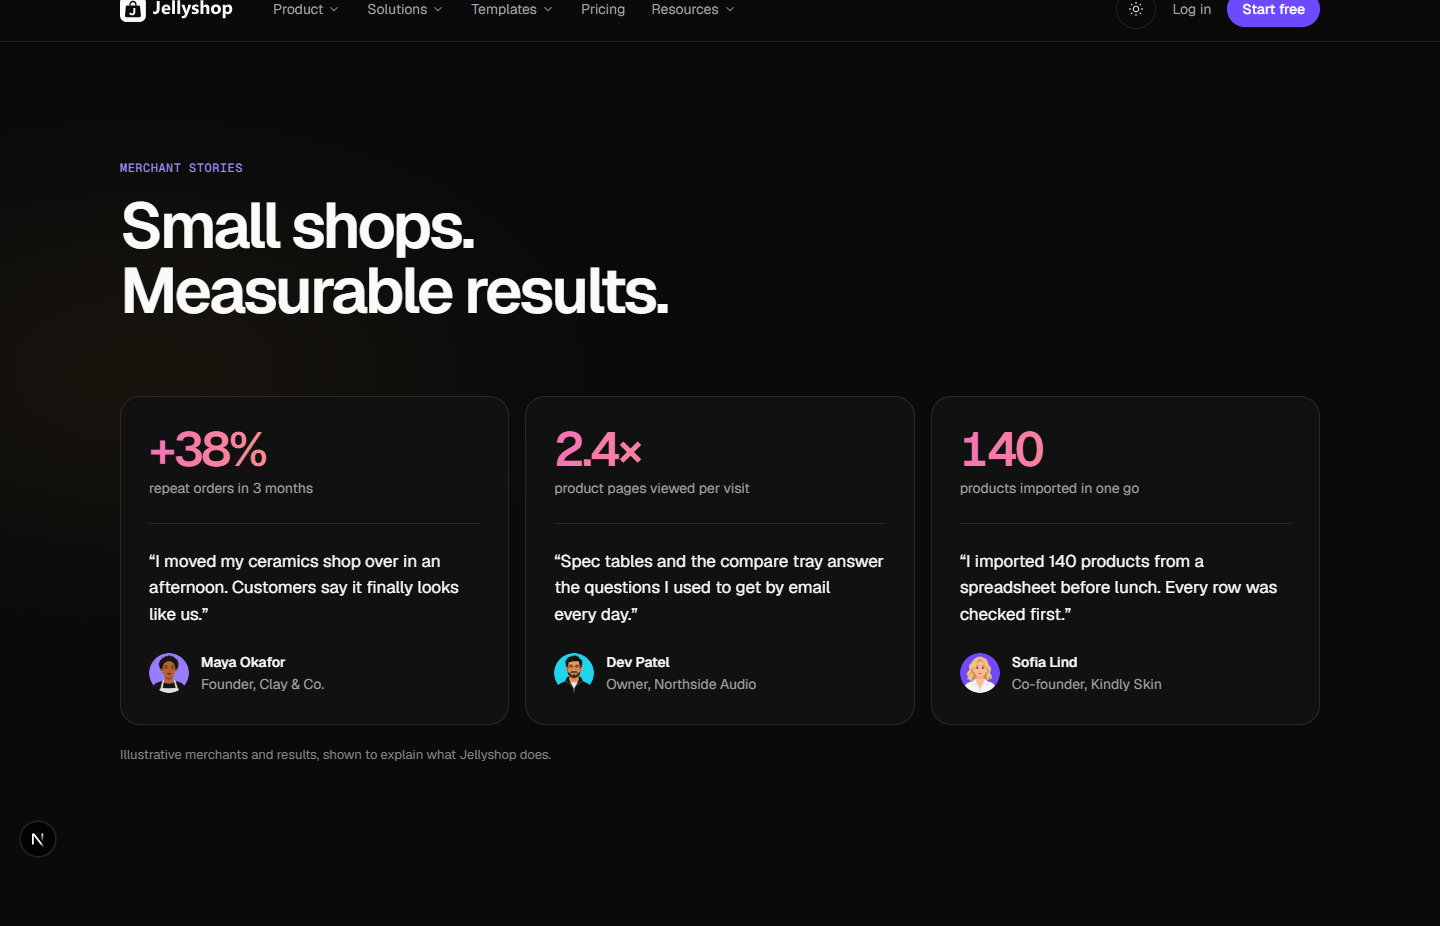 Jellyshop
Product
Solutions
Templates
Pricing
Resources
Log in
Start free
MERCHANT STORIES
Small shops.
Measurable results.
+38%
repeat orders in 3 months
“I moved my ceramics shop over in an
afternoon. Customers say it finally looks
like us.”
Maya Okafor
Founder, Clay & Co.
2.4×
product pages viewed per visit
“Spec tables and the compare tray answer
the questions I used to get by email
every day.”
Dev Patel
Owner, Northside Audio
140
products imported in one go
“I imported 140 products from a
spreadsheet before lunch. Every row was
checked first.”
Sofia Lind
Co-founder, Kindly Skin
Illustrative merchants and results, shown to explain what Jellyshop does.
N